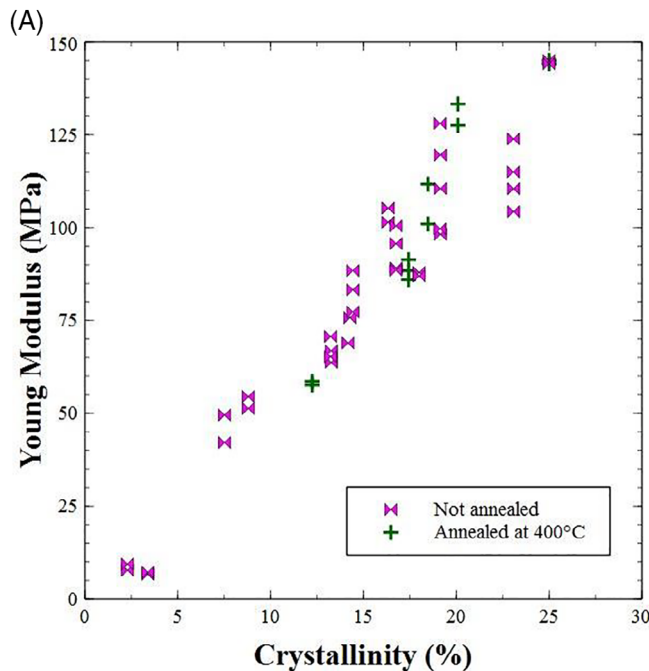 (A)
150
125
100
75
50
25
0
Young Modulus (MPa)
Not annealed
Annealed at 400°C
0 5 10 15 20 25 30
Crystallinity (%)